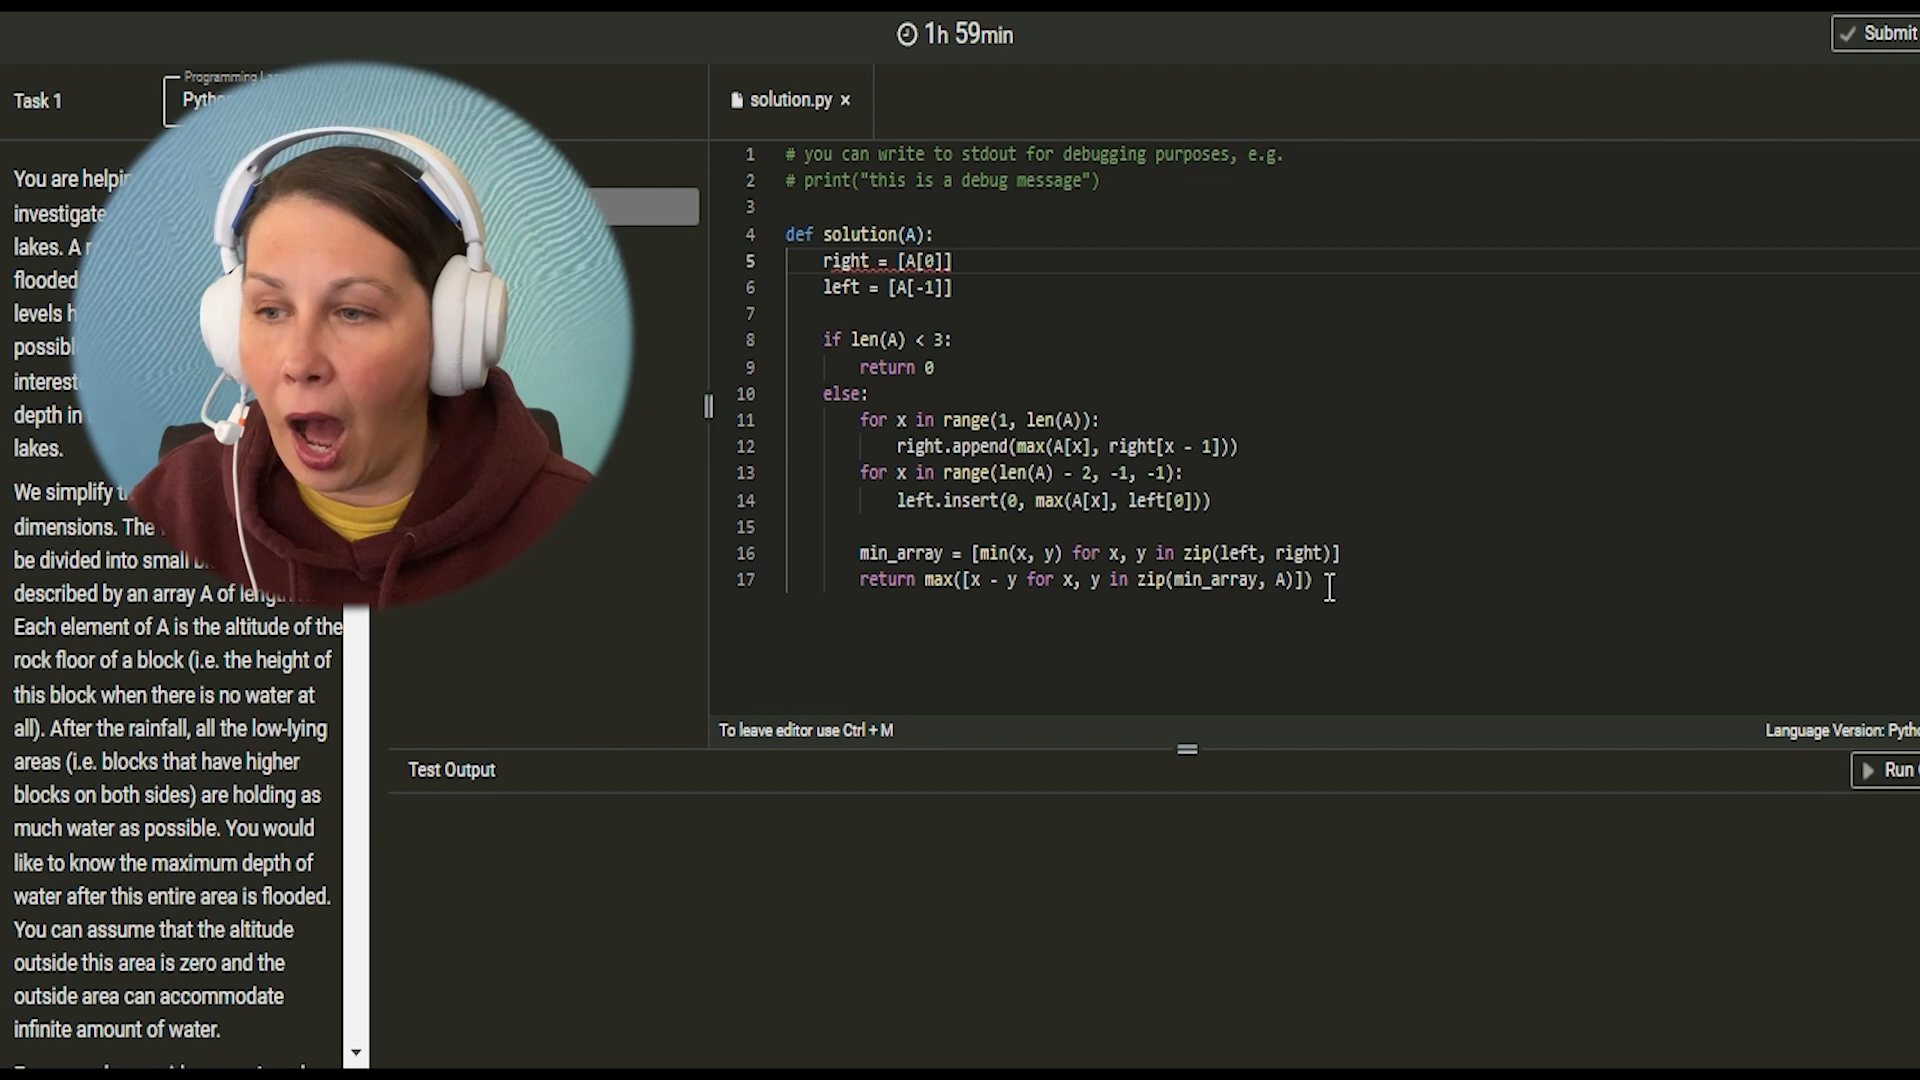 1h 59min
Submit
Task 1
Programming
Python
solution.py ×
You are helping
investigate
lakes. A
flooded
levels
possible
interest
depth in
lakes.
We simplify
dimensions. The
be divided into small
described by an array A of length
Each element of A is the altitude of the
rock floor of a block (i.e. the height of
this block when there is no water at
all). After the rainfall, all the low-lying
areas (i.e. blocks that have higher
blocks on both sides) are holding as
much water as possible. You would
like to know the maximum depth of
water after this entire area is flooded.
You can assume that the altitude
outside this area is zero and the
outside area can accommodate
infinite amount of water.
1 # you can write to stdout for debugging purposes, e.g.
2 # print("this is a debug message")
3
4 def solution(A):
5 right = [A[0]]
6 left = [A[-1]]
7
8 if len(A) < 3:
9 return 0
10 else:
11 for x in range(1, len(A)):
12 right.append(max(A[x], right[x - 1]))
13 for x in range(len(A) - 2, -1, -1):
14 left.insert(0, max(A[x], left[0]))
15
16 min_array = [min(x, y) for x, y in zip(left, right)]
17 return max([x - y for x, y in zip(min_array, A)])
To leave editor use Ctrl + M
Language Version: Pytho
Test Output
Run